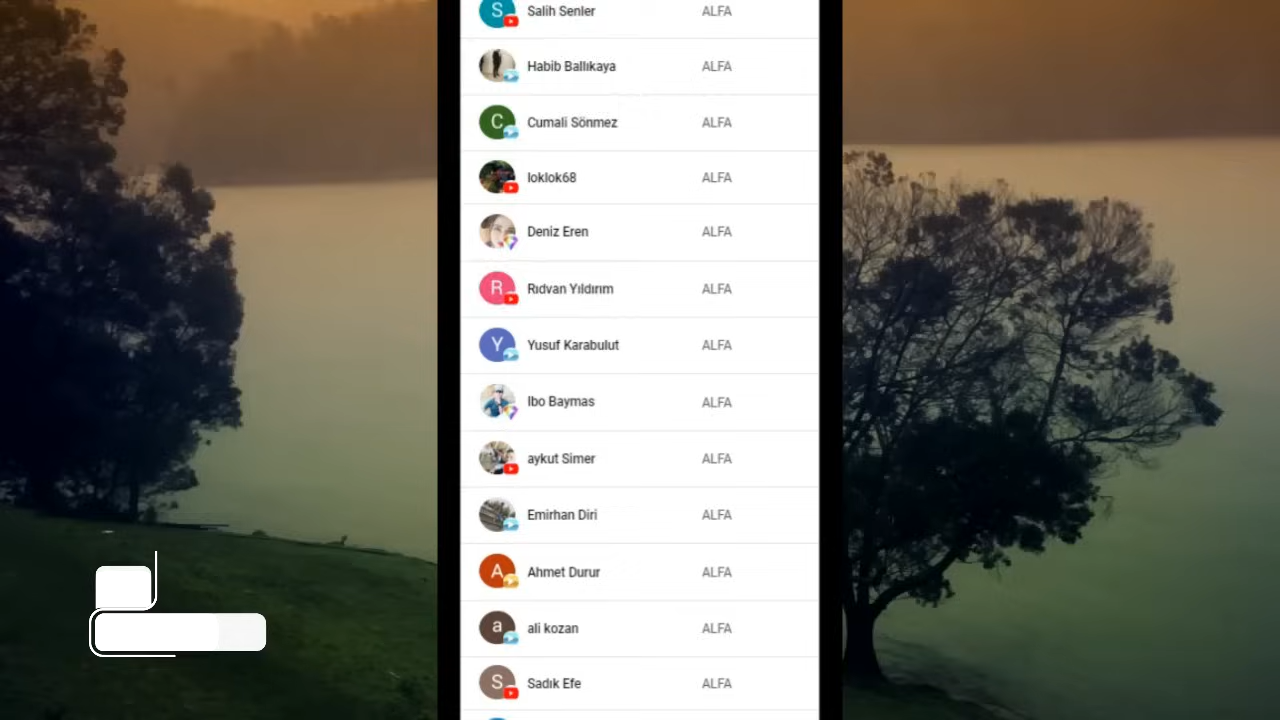 S Salih Senler ALFA
Habib Ballıkaya ALFA
C Cumali Sönmez ALFA
loklok68 ALFA
Deniz Eren ALFA
R Rıdvan Yıldırım ALFA
Y Yusuf Karabulut ALFA
Ibo Baymas ALFA
aykut Simer ALFA
Emirhan Diri ALFA
A Ahmet Durur ALFA
a ali kozan ALFA
S Sadık Efe ALFA